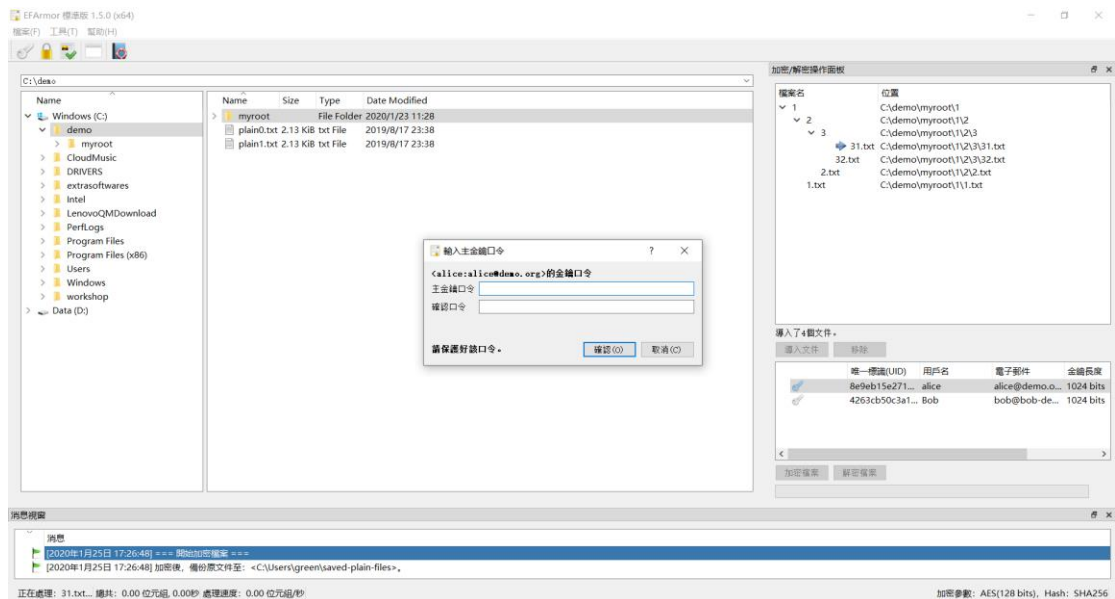 EFArmor 標準版 1.5.0 (x64)
檔案(F) 工具(T) 幫助(H)
C:\demo
Name
Windows (C:)
demo
myroot
CloudMusic
DRIVERS
extrasoftwares
Intel
LenovoQMDownload
PerfLogs
Program Files
Program Files (x86)
Users
Windows
workshop
Data (D:)
Name Size Type Date Modified
myroot File Folder 2020/1/23 11:28
plain0.txt 2.13 KiB txt File 2019/8/17 23:38
plain1.txt 2.13 KiB txt File 2019/8/17 23:38
輸入主金鑰口令 ?
<alice:alice@demo.org>的金鑰口令
主金鑰口令
確認口令
請保護好該口令。 確認(O) 取消(C)
加密/解密操作面板
檔案名 位置
1 C:\demo\myroot\1
2 C:\demo\myroot\1\2
3 C:\demo\myroot\1\2\3
31.txt C:\demo\myroot\1\2\3\31.txt
32.txt C:\demo\myroot\1\2\3\32.txt
2.txt C:\demo\myroot\1\2\2.txt
1.txt C:\demo\myroot\1\1.txt
導入了4個文件。
導入文件 移除
唯一標識(UID) 用戶名 電子郵件 金鑰長度
8e9eb15e271... alice alice@demo.o... 1024 bits
4263cb50c3a1... Bob bob@bob-de... 1024 bits
加密檔案 解密檔案
消息視窗
消息
[2020年1月25日 17:26:48] === 開始加密檔案 ===
[2020年1月25日 17:26:48] 加密後，備份原文件至：<C:\Users\green\saved-plain-files>。
正在處理：31.txt... 總共：0.00 位元組, 0.00秒 處理速度：0.00 位元組/秒
加密參數：AES(128 bits)，Hash：SHA256